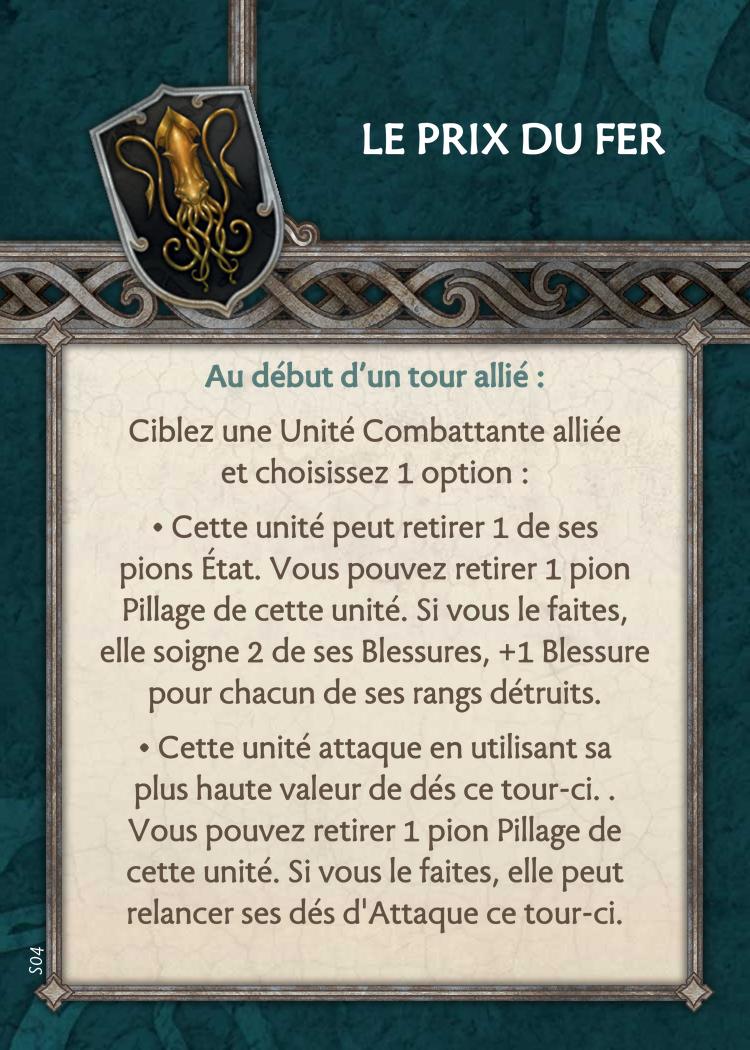 LE PRIX DU FER
Au début d’un tour allié :
Ciblez une Unité Combattante alliée
et choisissez 1 option :
• Cette unité peut retirer 1 de ses
pions État. Vous pouvez retirer 1 pion
Pillage de cette unité. Si vous le faites,
elle soigne 2 de ses Blessures, +1 Blessure
pour chacun de ses rangs détruits.
• Cette unité attaque en utilisant sa
plus haute valeur de dés ce tour-ci. .
Vous pouvez retirer 1 pion Pillage de
cette unité. Si vous le faites, elle peut
relancer ses dés d'Attaque ce tour-ci.
S04